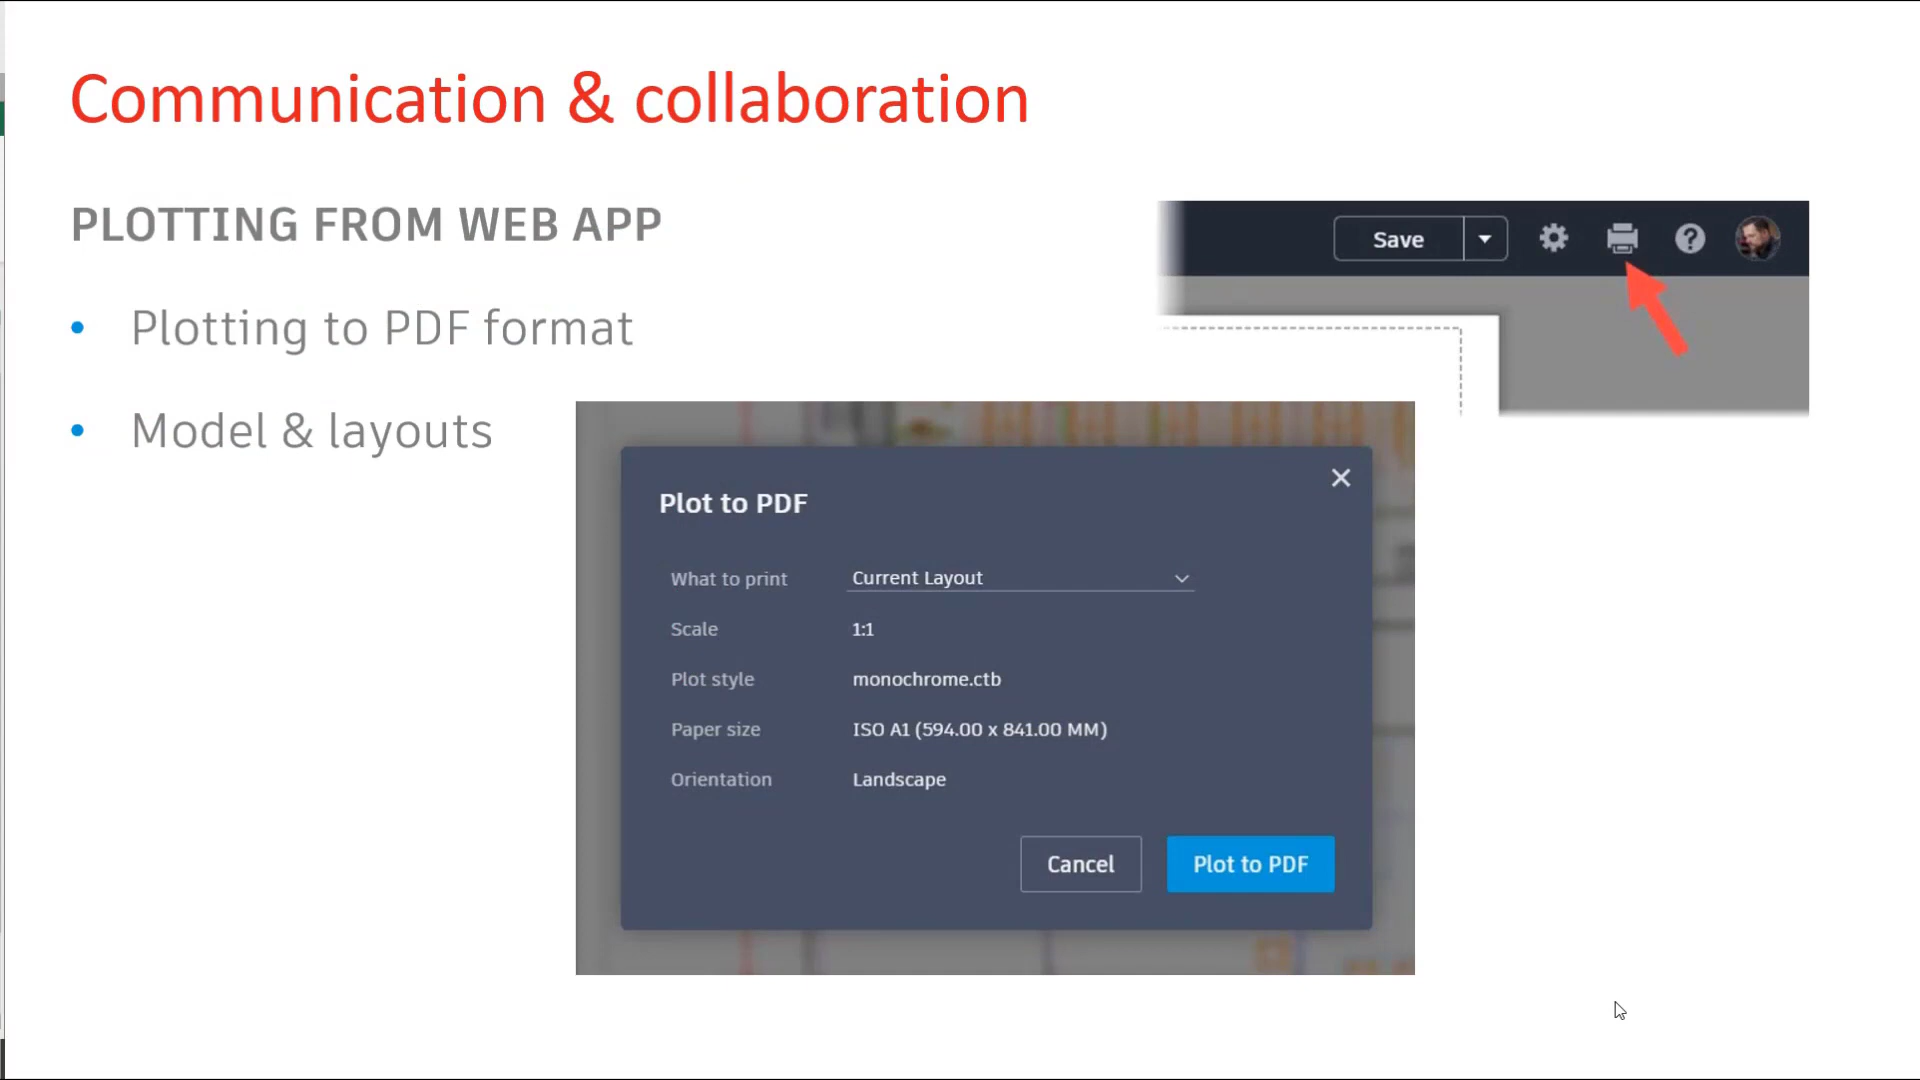 Communication & collaboration
PLOTTING FROM WEB APP
• Plotting to PDF format
• Model & layouts
Save
Plot to PDF
What to print Current Layout
Scale 1:1
Plot style monochrome.ctb
Paper size ISO A1 (594.00 x 841.00 MM)
Orientation Landscape
Cancel Plot to PDF